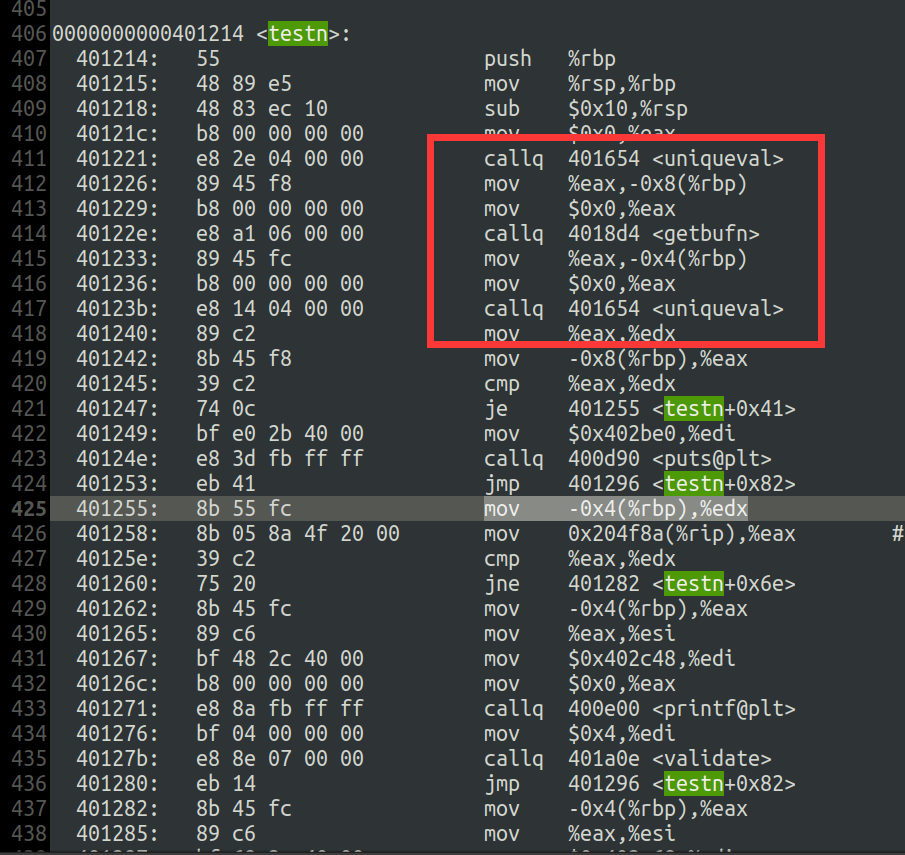 405
406 0000000000401214 <testn>:
407 401214: 55 push %rbp
408 401215: 48 89 e5 mov %rsp,%rbp
409 401218: 48 83 ec 10 sub $0x10,%rsp
410 40121c: b8 00 00 00 00 mov $0x0,%eax
411 401221: e8 2e 04 00 00 callq 401654 <uniqueval>
412 401226: 89 45 f8 mov %eax,-0x8(%rbp)
413 401229: b8 00 00 00 00 mov $0x0,%eax
414 40122e: e8 a1 06 00 00 callq 4018d4 <getbufn>
415 401233: 89 45 fc mov %eax,-0x4(%rbp)
416 401236: b8 00 00 00 00 mov $0x0,%eax
417 40123b: e8 14 04 00 00 callq 401654 <uniqueval>
418 401240: 89 c2 mov %eax,%edx
419 401242: 8b 45 f8 mov -0x8(%rbp),%eax
420 401245: 39 c2 cmp %eax,%edx
421 401247: 74 0c je 401255 <testn+0x41>
422 401249: bf e0 2b 40 00 mov $0x402be0,%edi
423 40124e: e8 3d fb ff ff callq 400d90 <puts@plt>
424 401253: eb 41 jmp 401296 <testn+0x82>
425 401255: 8b 55 fc mov -0x4(%rbp),%edx
426 401258: 8b 05 8a 4f 20 00 mov 0x204f8a(%rip),%eax #
427 40125e: 39 c2 cmp %eax,%edx
428 401260: 75 20 jne 401282 <testn+0x6e>
429 401262: 8b 45 fc mov -0x4(%rbp),%eax
430 401265: 89 c6 mov %eax,%esi
431 401267: bf 48 2c 40 00 mov $0x402c48,%edi
432 40126c: b8 00 00 00 00 mov $0x0,%eax
433 401271: e8 8a fb ff ff callq 400e00 <printf@plt>
434 401276: bf 04 00 00 00 mov $0x4,%edi
435 40127b: e8 8e 07 00 00 callq 401a0e <validate>
436 401280: eb 14 jmp 401296 <testn+0x82>
437 401282: 8b 45 fc mov -0x4(%rbp),%eax
438 401285: 89 c6 mov %eax,%esi